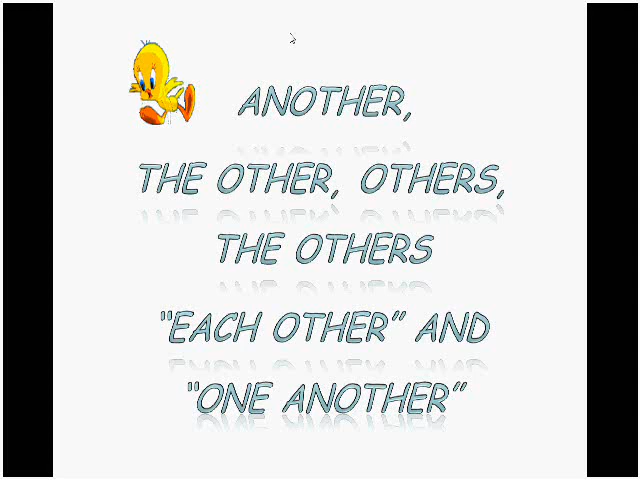 ANOTHER,
THE OTHER, OTHERS,
THE OTHERS
“EACH OTHER” AND
“ONE ANOTHER”